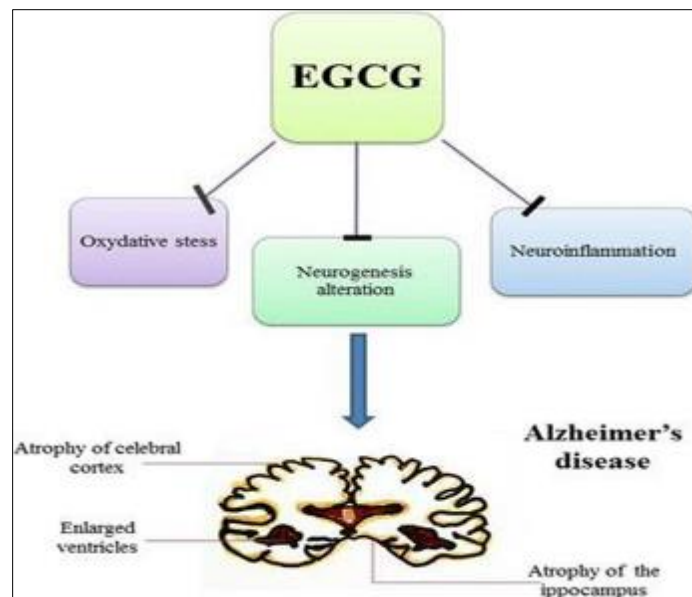 EGCG
Oxydative stess
Neurogenesis
alteration
Neuroinflammation
Alzheimer's
disease
Atrophy of celebral
cortex
Enlarged
ventricles
Atrophy of the
ippocampus